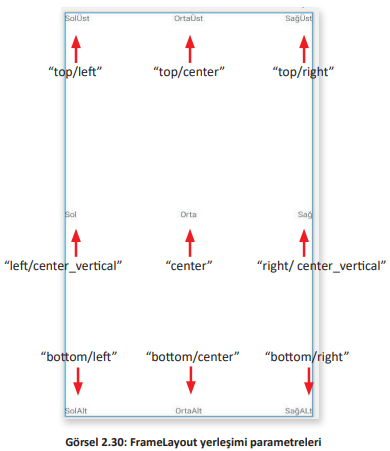 SolÜst OrtaÜst SağÜst
“top/left” “top/center” “top/right”
Sol Orta Sağ
“left/center_vertical” “center” “right/ center_vertical”
“bottom/left” “bottom/center” “bottom/right”
SolAlt OrtaAlt SağALt
Görsel 2.30: FrameLayout yerleşimi parametreleri